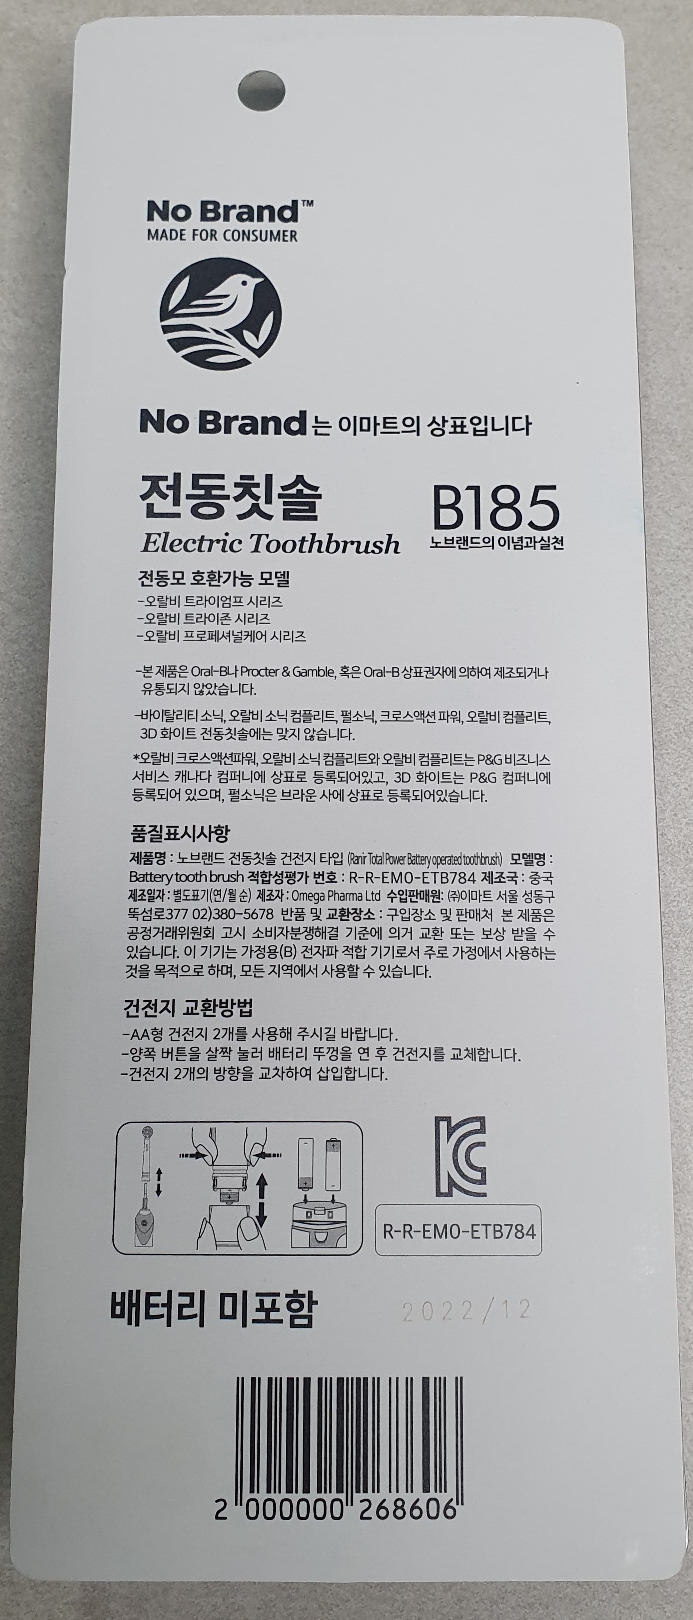 No Brand™
MADE FOR CONSUMER
No Brand는 이마트의 상표입니다
전동칫솔
B185
Electric Toothbrush
노브랜드의 이념과실천
전동모 호환가능 모델
-오랄비 트라이엄프 시리즈
-오랄비 트라이존 시리즈
-오랄비 프로페셔널케어 시리즈
-본 제품은 Oral-B나 Procter & Gamble, 혹은 Oral-B 상표권자에 의하여 제조되거나
유통되지 않았습니다.
-바이탈리티 소닉, 오랄비 소닉 컴플리트, 펄소닉, 크로스액션 파워, 오랄비 컴플리트,
3D 화이트 전동칫솔에는 맞지 않습니다.
*오랄비 크로스액션파워, 오랄비 소닉 컴플리트와 오랄비 컴플리트는 P&G 비즈니스
서비스 캐나다 컴퍼니에 상표로 등록되어있고, 3D 화이트는 P&G 컴퍼니에
등록되어 있으며, 펄소닉은 브라운 사에 상표로 등록되어있습니다.
품질표시사항
제품명 : 노브랜드 전동칫솔 건전지 타입 (Ranir Total Power Battery operated toothbrush) 모델명 :
Battery tooth brush 적합성평가 번호 : R-R-EMO-ETB784 제조국 : 중국
제조일자 : 별도표기(연/월 순) 제조자 : Omega Pharma Ltd 수입판매원: (주)이마트 서울 성동구
뚝섬로377 02)380-5678 반품 및 교환장소 : 구입장소 및 판매처 본 제품은
공정거래위원회 고시 소비자분쟁해결 기준에 의거 교환 또는 보상 받을 수
있습니다. 이 기기는 가정용(B) 전자파 적합 기기로서 주로 가정에서 사용하는
것을 목적으로 하며, 모든 지역에서 사용할 수 있습니다.
건전지 교환방법
-AA형 건전지 2개를 사용해 주시길 바랍니다.
-양쪽 버튼을 살짝 눌러 배터리 뚜껑을 연 후 건전지를 교체합니다.
-건전지 2개의 방향을 교차하여 삽입합니다.
R-R-EMO-ETB784
배터리 미포함
2022/12
2 000000 268606